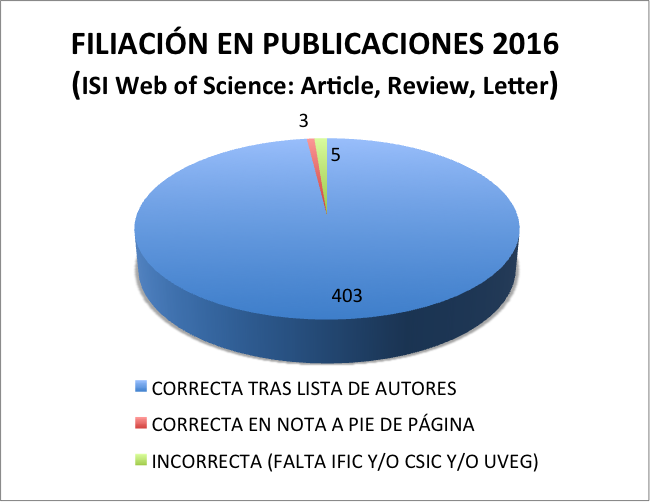 FILIACIÓN EN PUBLICACIONES 2016
(ISI Web of Science: Article, Review, Letter)
3
5
403
CORRECTA TRAS LISTA DE AUTORES
CORRECTA EN NOTA A PIE DE PÁGINA
INCORRECTA (FALTA IFIC Y/O CSIC Y/O UVEG)